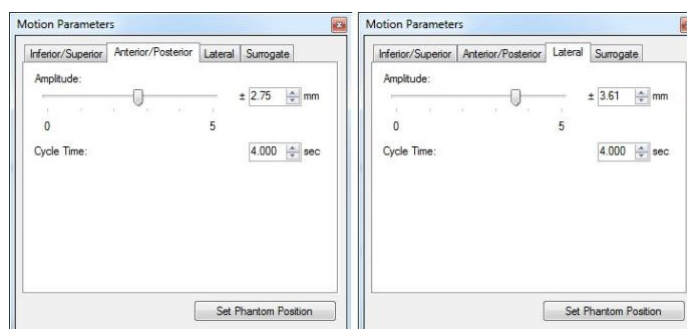 Motion Parameters
Inferior/Superior Anterior/Posterior Lateral Surrogate
Amplitude:
± 2.75 mm
0 5
Cycle Time: 4.000 sec
Set Phantom Position
Motion Parameters
Inferior/Superior Anterior/Posterior Lateral Surrogate
Amplitude:
± 3.61 mm
0 5
Cycle Time: 4.000 sec
Set Phantom Position